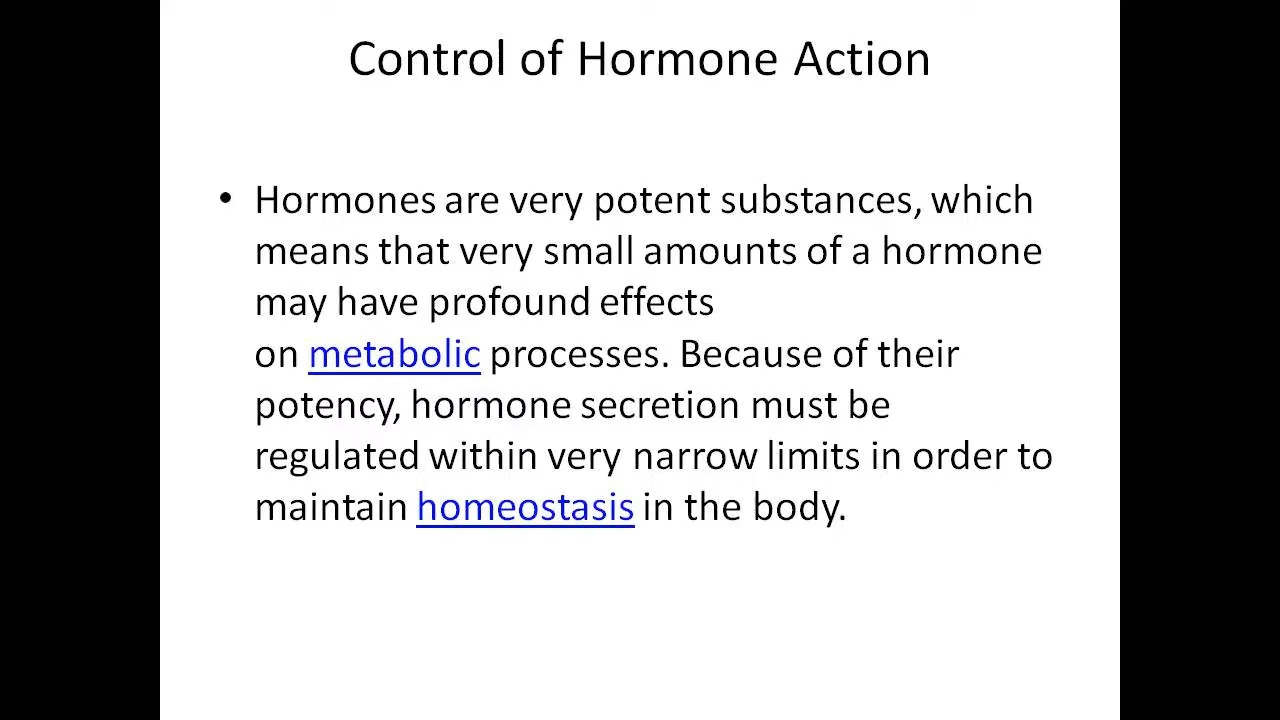 Control of Hormone Action
• Hormones are very potent substances, which
means that very small amounts of a hormone
may have profound effects
on metabolic processes. Because of their
potency, hormone secretion must be
regulated within very narrow limits in order to
maintain homeostasis in the body.